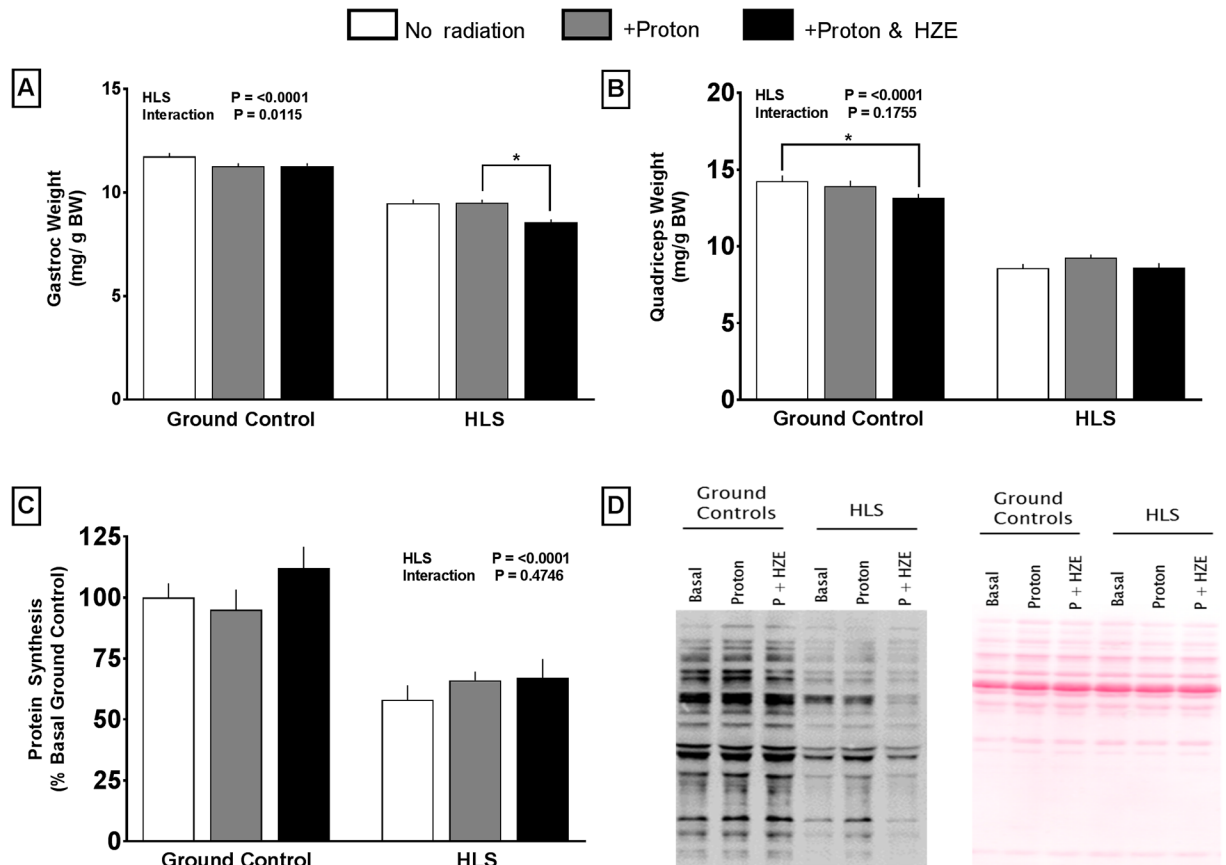 No radiation
+Proton
+Proton & HZE
A
HLS P = <0.0001
Interaction P = 0.0115
*
15
10
5
0
Gastroc Weight
(mg/ g BW)
Ground Control
HLS
B
HLS P = <0.0001
Interaction P = 0.1755
*
20
15
10
5
0
Quadriceps Weight
(mg/g BW)
Ground Control
HLS
C
HLS P = <0.0001
Interaction P = 0.4746
125
100
75
50
25
0
Protein Synthesis
(% Basal Ground Control)
Ground Control
HLS
D
Ground
Controls
HLS
Basal
Proton
P + HZE
Basal
Proton
P + HZE
Ground
Controls
HLS
Basal
Proton
P + HZE
Basal
Proton
P + HZE